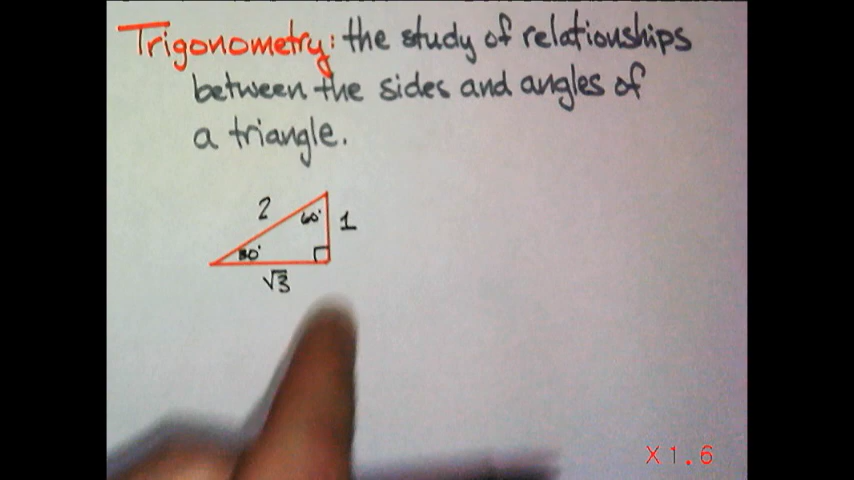 Trigonometry: the study of relationships
between the sides and angles of
a triangle.
2
60°
1
30°
√3
X1.6